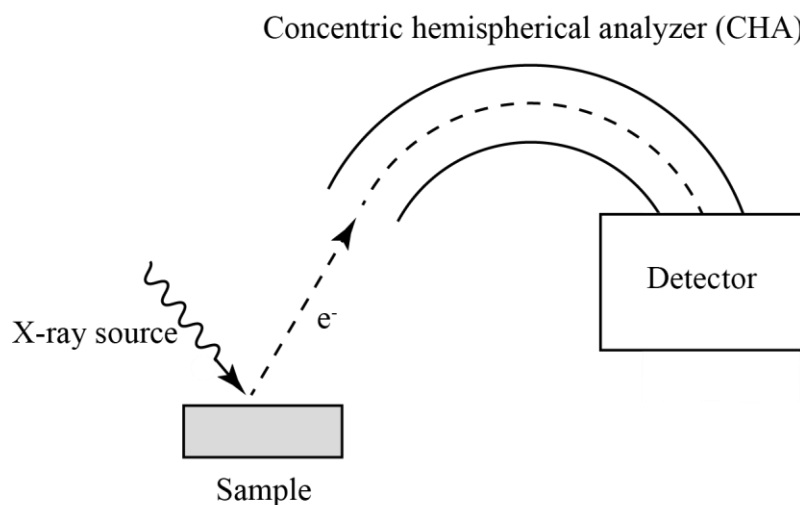 Concentric hemispherical analyzer (CHA)
Detector
X-ray source
e⁻
Sample